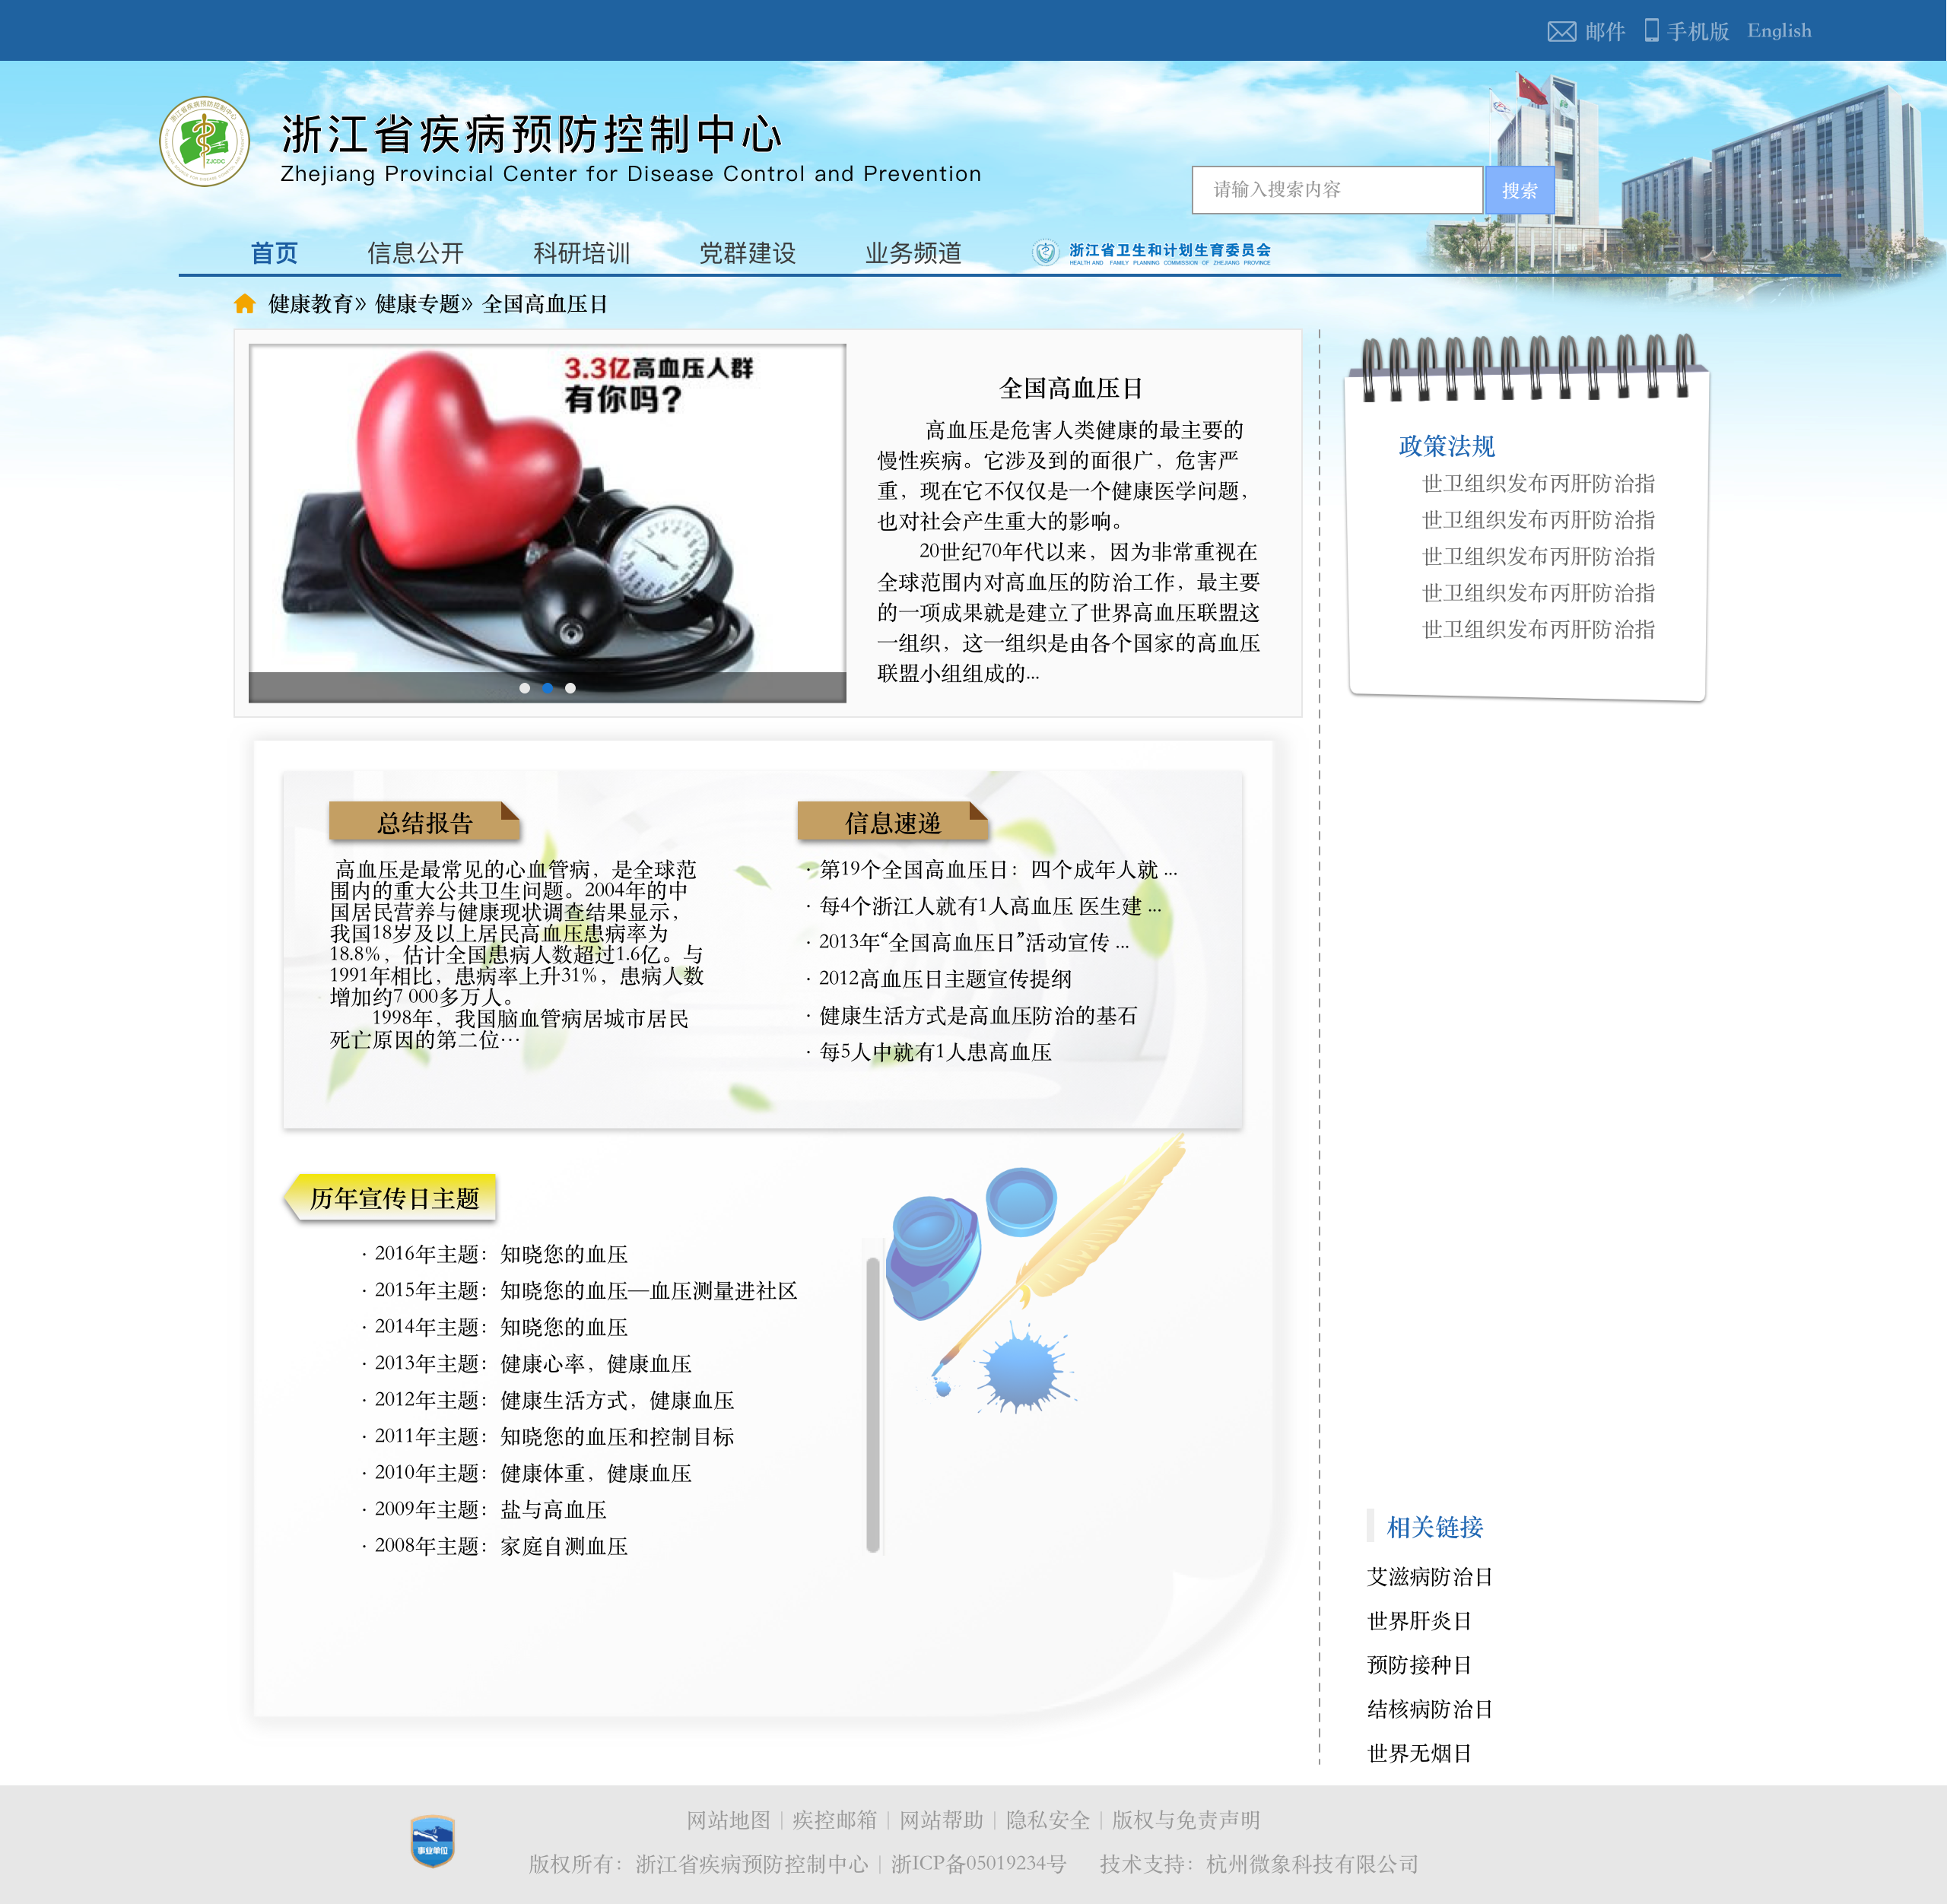 邮件 手机版 English
浙江省疾病预防控制中心
Zhejiang Provincial Center for Disease Control and Prevention
ZJCDC
请输入搜索内容 搜索
首页 信息公开 科研培训 党群建设 业务频道 浙江省卫生和计划生育委员会
HEALTH AND FAMILY PLANNING COMMISSION OF ZHEJIANG PROVINCE
健康教育》健康专题》全国高血压日
3.3亿高血压人群
有你吗?
全国高血压日
高血压是危害人类健康的最主要的
慢性疾病。它涉及到的面很广，危害严
重，现在它不仅仅是一个健康医学问题，
也对社会产生重大的影响。
20世纪70年代以来，因为非常重视在
全球范围内对高血压的防治工作，最主要
的一项成果就是建立了世界高血压联盟这
一组织，这一组织是由各个国家的高血压
联盟小组组成的...
政策法规
世卫组织发布丙肝防治指
世卫组织发布丙肝防治指
世卫组织发布丙肝防治指
世卫组织发布丙肝防治指
世卫组织发布丙肝防治指
总结报告
高血压是最常见的心血管病，是全球范
围内的重大公共卫生问题。2004年的中
国居民营养与健康现状调查结果显示，
我国18岁及以上居民高血压患病率为
18.8%，估计全国患病人数超过1.6亿。与
1991年相比，患病率上升31%，患病人数
增加约7 000多万人。
1998年，我国脑血管病居城市居民
死亡原因的第二位…
信息速递
· 第19个全国高血压日：四个成年人就 ...
· 每4个浙江人就有1人高血压 医生建 ...
· 2013年“全国高血压日”活动宣传 ...
· 2012高血压日主题宣传提纲
· 健康生活方式是高血压防治的基石
· 每5人中就有1人患高血压
历年宣传日主题
· 2016年主题：知晓您的血压
· 2015年主题：知晓您的血压—血压测量进社区
· 2014年主题：知晓您的血压
· 2013年主题：健康心率，健康血压
· 2012年主题：健康生活方式，健康血压
· 2011年主题：知晓您的血压和控制目标
· 2010年主题：健康体重，健康血压
· 2009年主题：盐与高血压
· 2008年主题：家庭自测血压
相关链接
艾滋病防治日
世界肝炎日
预防接种日
结核病防治日
世界无烟日
事业单位
网站地图 | 疾控邮箱 | 网站帮助 | 隐私安全 | 版权与免责声明
版权所有：浙江省疾病预防控制中心 | 浙ICP备05019234号 技术支持：杭州微象科技有限公司